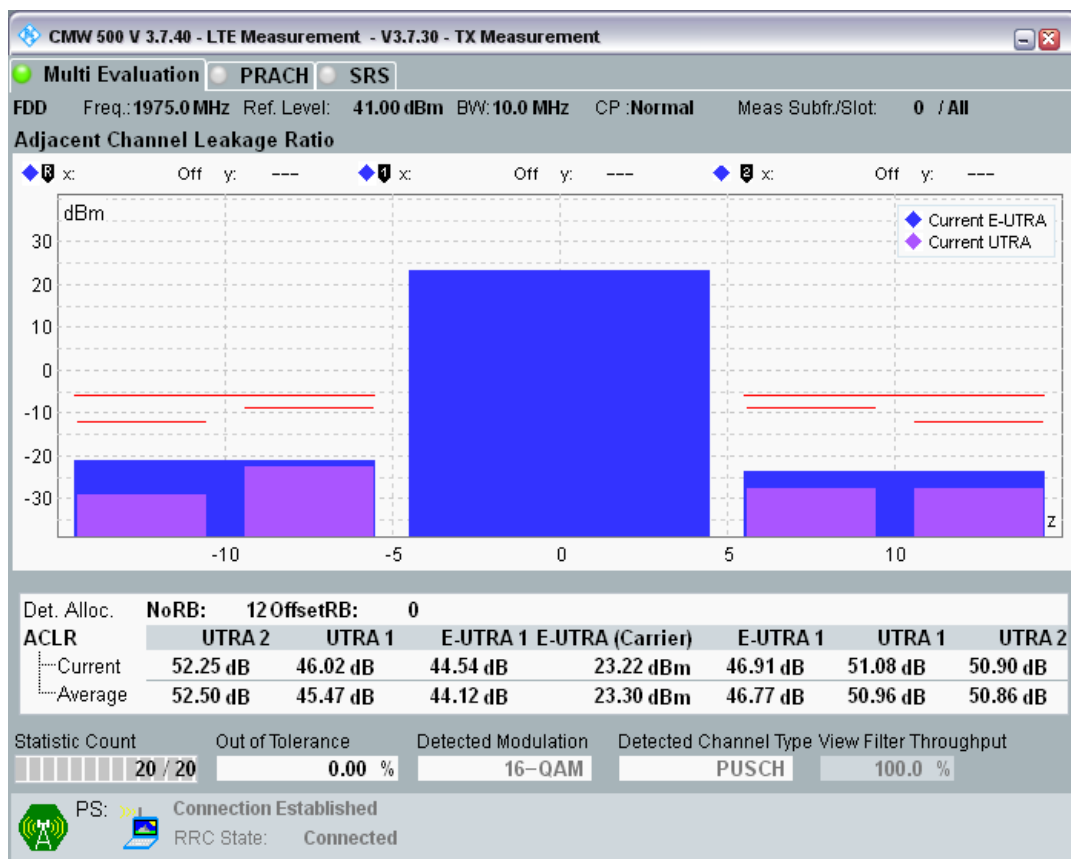 CMW 500 V 3.7.40 - LTE Measurement - V3.7.30 - TX Measurement
Multi Evaluation PRACH SRS
FDD Freq.: 1975.0 MHz Ref. Level: 41.00 dBm BW: 10.0 MHz CP :Normal Meas Subfr./Slot: 0 / All
Adjacent Channel Leakage Ratio
R x: Off y: --- 1 x: Off y: --- 2 x: Off y: ---
dBm
Current E-UTRA
Current UTRA
30
20
10
0
-10
-20
-30
z
-10 -5 0 5 10
Det. Alloc. NoRB: 12 OffsetRB: 0
ACLR UTRA 2 UTRA 1 E-UTRA 1 E-UTRA (Carrier) E-UTRA 1 UTRA 1 UTRA 2
Current 52.25 dB 46.02 dB 44.54 dB 23.22 dBm 46.91 dB 51.08 dB 50.90 dB
Average 52.50 dB 45.47 dB 44.12 dB 23.30 dBm 46.77 dB 50.96 dB 50.86 dB
Statistic Count Out of Tolerance Detected Modulation Detected Channel Type View Filter Throughput
20 / 20 0.00 % 16-QAM PUSCH 100.0 %
PS: Connection Established
RRC State: Connected